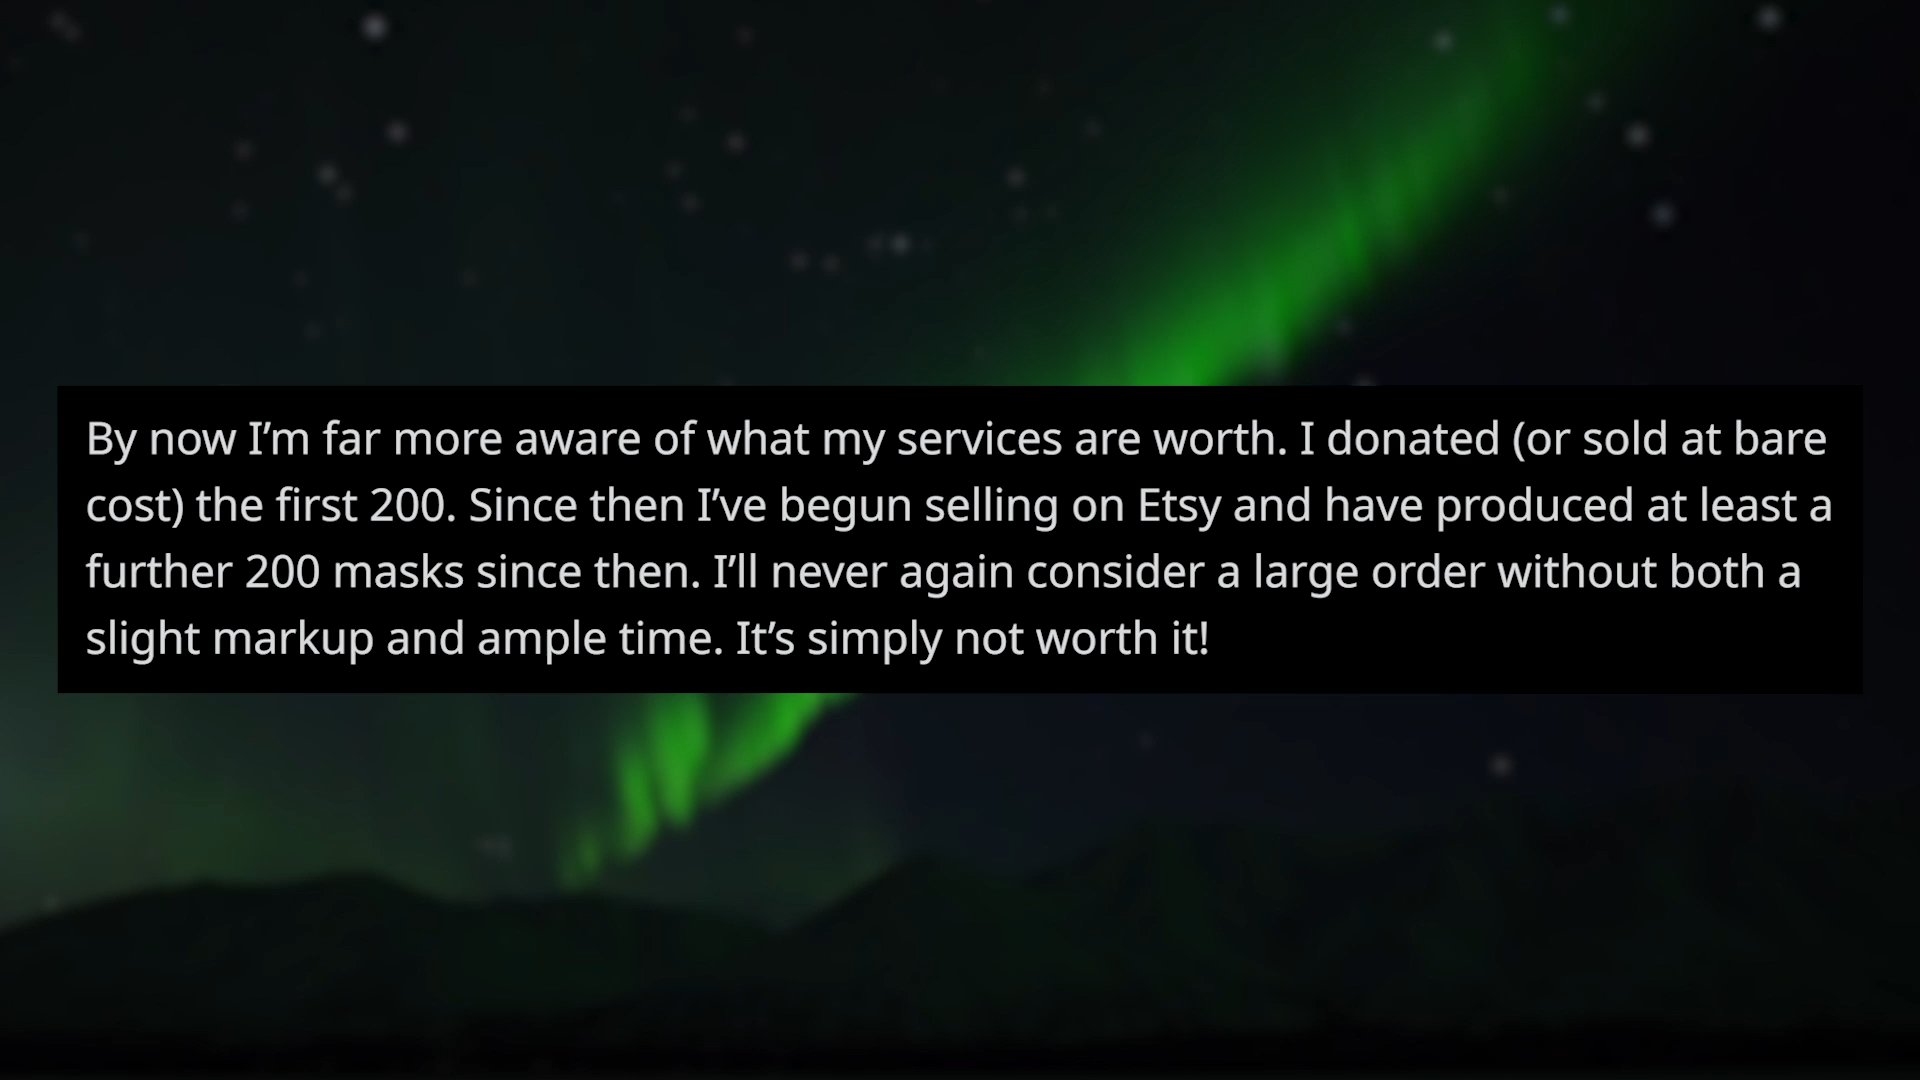 By now I’m far more aware of what my services are worth. I donated (or sold at bare
cost) the first 200. Since then I’ve begun selling on Etsy and have produced at least a
further 200 masks since then. I’ll never again consider a large order without both a
slight markup and ample time. It’s simply not worth it!